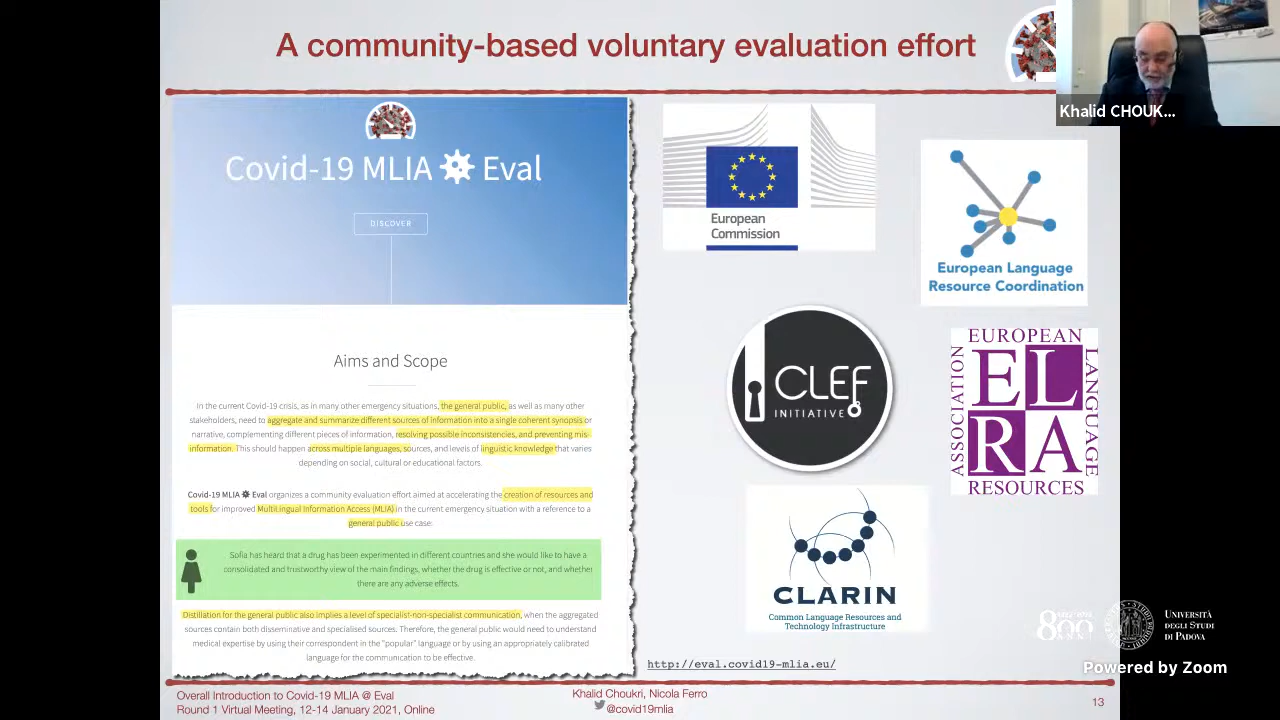 A community-based voluntary evaluation effort
Khalid CHOUK...
Covid-19 MLIA Eval
DISCOVER
Aims and Scope
In the current Covid-19 crisis, as in many other emergency situations, the general public, as well as many other
stakeholders, need to aggregate and summarize different sources of information into a single coherent synopsis or
narrative, complementing different pieces of information, resolving possible inconsistencies, and preventing mis-
information. This should happen across multiple languages, sources, and levels of linguistic knowledge that varies
depending on social, cultural or educational factors.
Covid-19 MLIA Eval organizes a community evaluation effort aimed at accelerating the creation of resources and
tools for improved MultiLingual Information Access (MLIA) in the current emergency situation with a reference to a
general public use case:
Sofia has heard that a drug has been experimented in different countries and she would like to have a
consolidated and trustworthy view of the main findings, whether the drug is effective or not, and whether
there are any adverse effects.
Distillation for the general public also implies a level of specialist-non-specialist communication, when the aggregated
sources contain both disseminative and specialised sources. Therefore, the general public would need to understand
medical expertise by using their correspondent in the "popular" language or by using an appropriately calibrated
language for the communication to be effective.
European
Commission
European Language
Resource Coordination
CLEF
INITIATIVE
EUROPEAN
LANGUAGE
ASSOCIATION
EL
RA
RESOURCES
CLARIN
Common Language Resources and
Technology Infrastructure
http://eval.covid19-mlia.eu/
800
UNIVERSITÀ
DEGLI STUDI
DI PADOVA
Powered by Zoom
Overall Introduction to Covid-19 MLIA @ Eval
Round 1 Virtual Meeting, 12-14 January 2021, Online
Khalid Choukri, Nicola Ferro
@covid19mlia
13